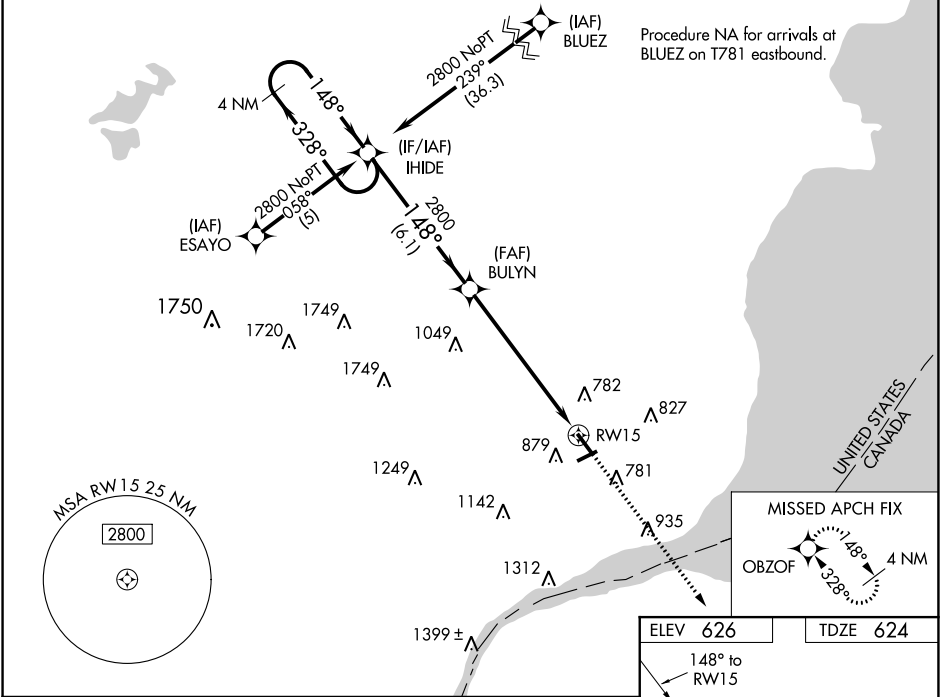 (IAF)
BLUEZ
Procedure NA for arrivals at
BLUEZ on T781 eastbound.
2800 NoPT
239°
(36.3)
4 NM
148°
328°
(IF/IAF)
IHIDE
2800 NoPT
058°
(5)
(IAF)
ESAYO
2800
148°
(6.1)
(FAF)
BULYN
1750
1720
1749
1749
1049
782
827
RW15
879
781
1249
1142
935
1312
1399 ±
UNITED STATES
CANADA
MSA RW15 25 NM
2800
MISSED APCH FIX
OBZOF
148°
328°
4 NM
ELEV 626
TDZE 624
148° to
RW15